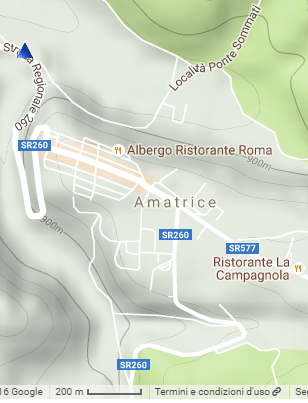 Strada Regionale 260
Località Ponte Sommati
SR260
Albergo Ristorante Roma
900m
Amatrice
900m
SR260
SR577
Ristorante La
Campagnola
SR260
16 Google
200 m
Termini e condizioni d'uso
Se